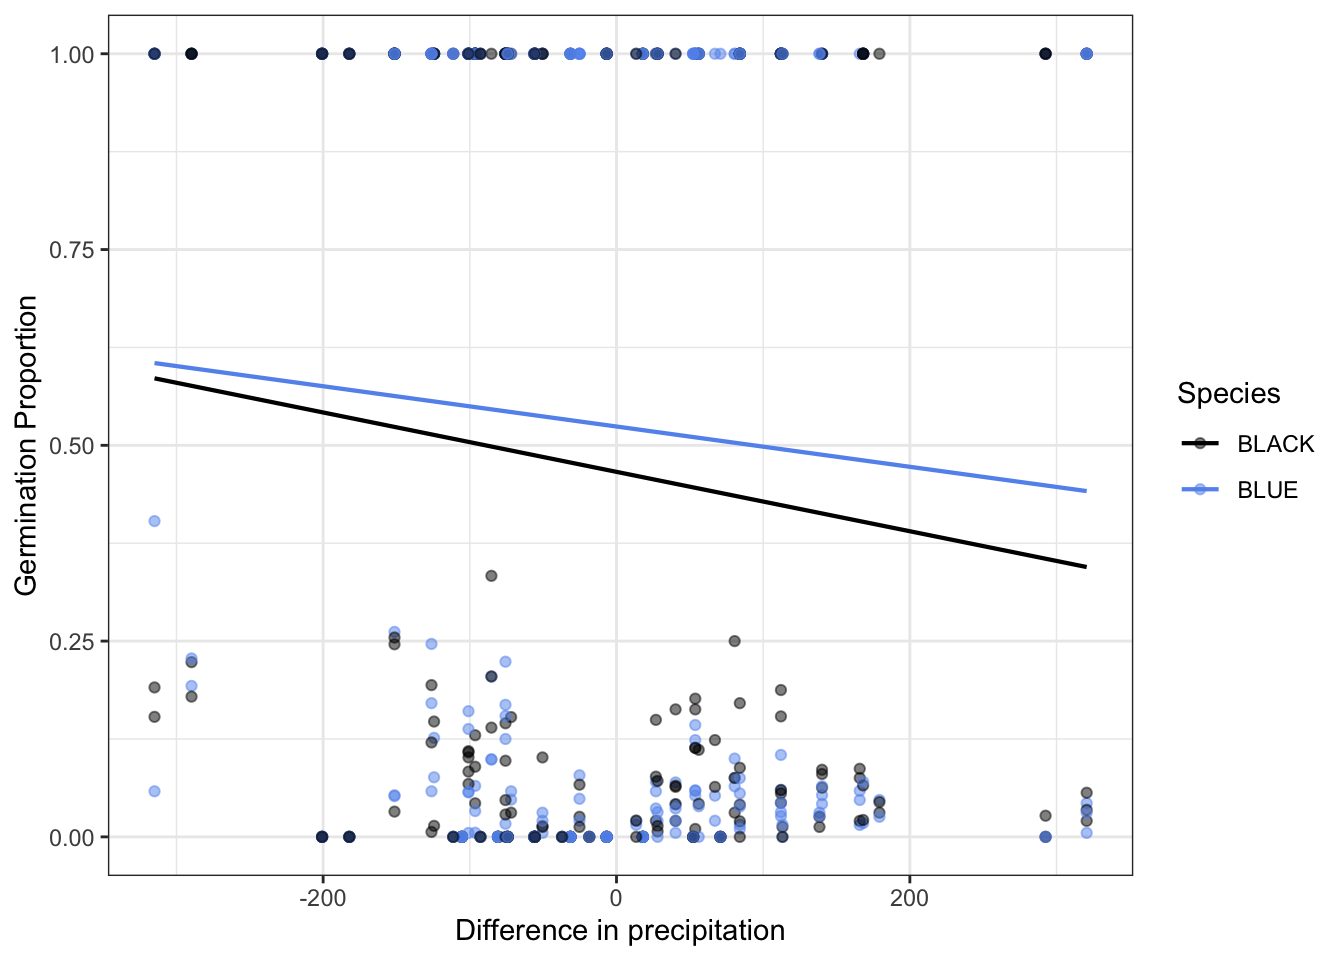 1.00
0.75
0.50
0.25
0.00
Germination Proportion
-200
0
200
Difference in precipitation
Species
BLACK
BLUE